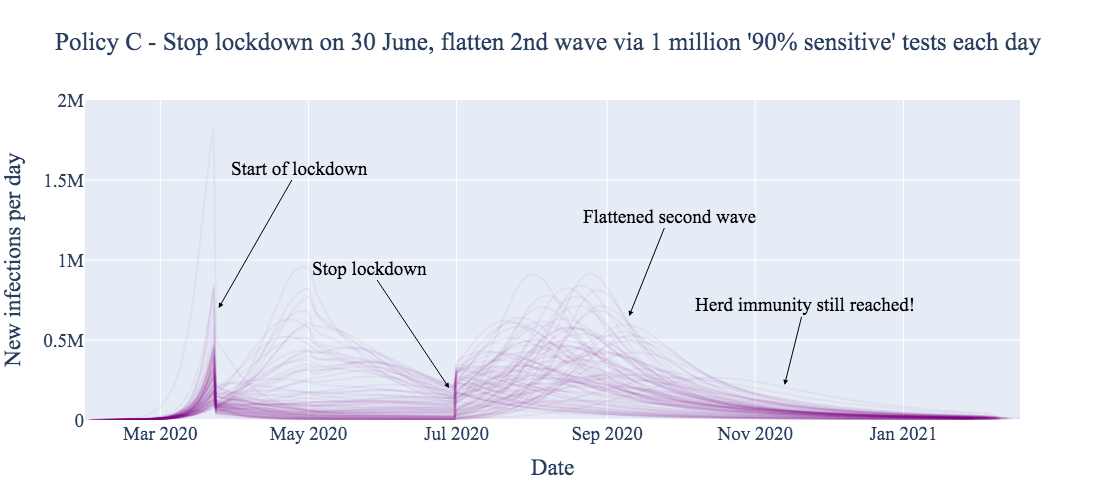 Policy C - Stop lockdown on 30 June, flatten 2nd wave via 1 million '90% sensitive' tests each day
New infections per day
2M
1.5M
1M
0.5M
0
Start of lockdown
Flattened second wave
Stop lockdown
Herd immunity still reached!
Mar 2020
May 2020
Jul 2020
Sep 2020
Nov 2020
Jan 2021
Date